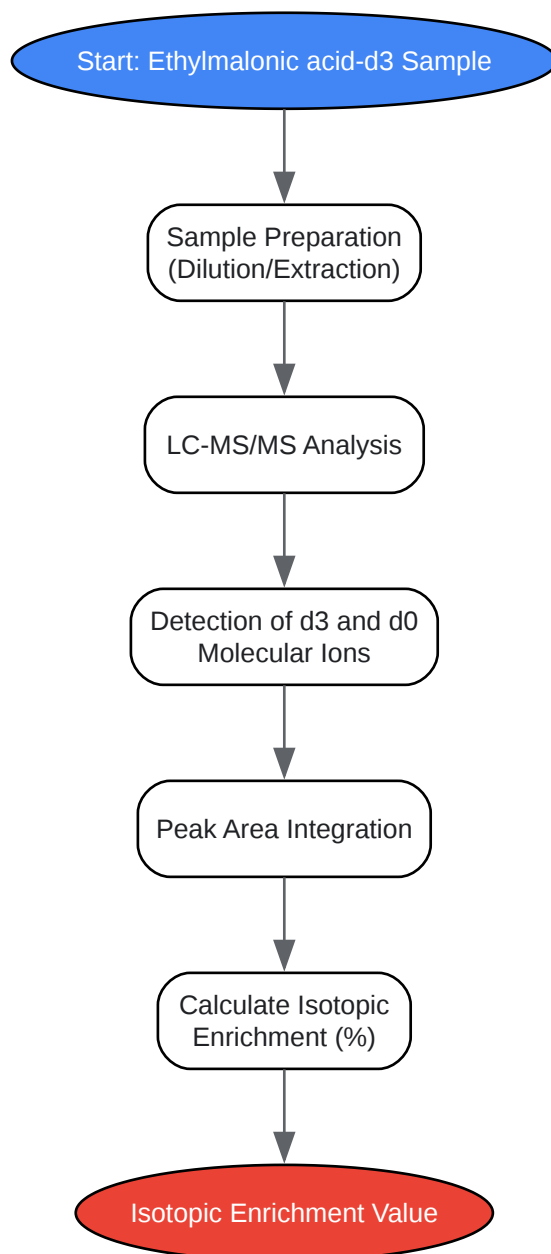 Start: Ethylmalonic acid-d3 Sample
Sample Preparation
(Dilution/Extraction)
LC-MS/MS Analysis
Detection of d3 and d0
Molecular Ions
Peak Area Integration
Calculate Isotopic
Enrichment (%)
Isotopic Enrichment Value